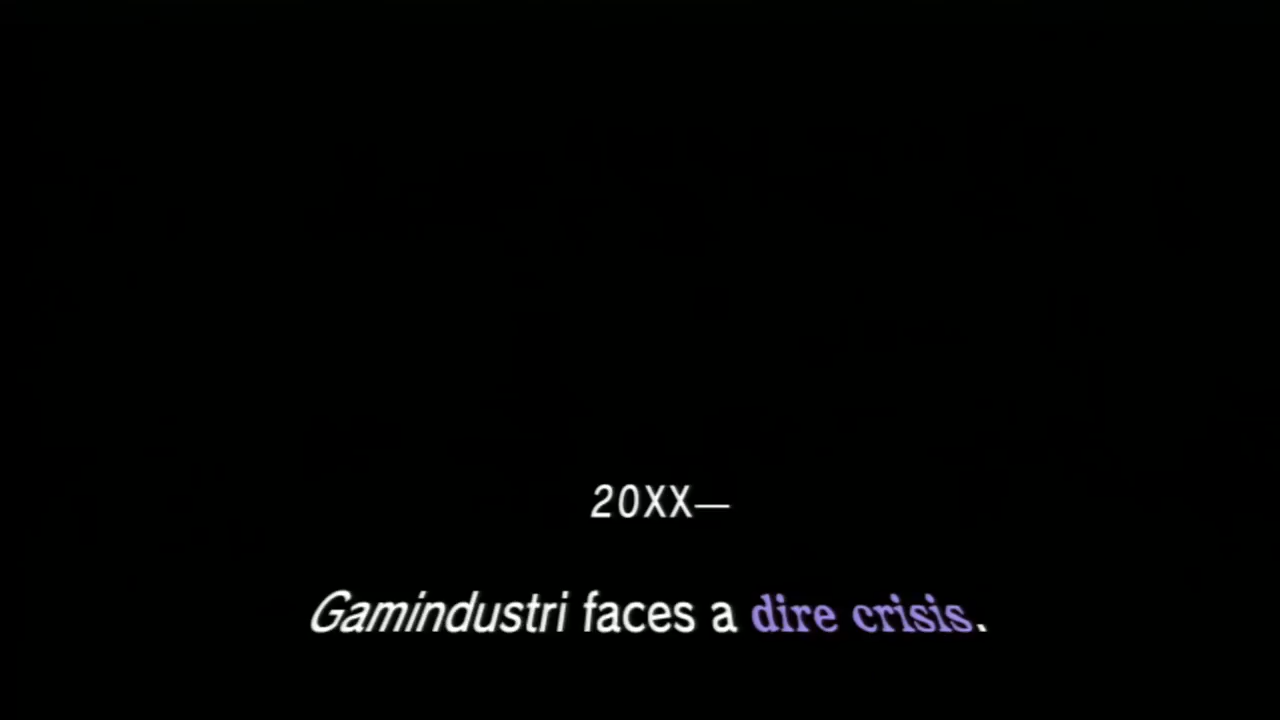 20XX—
Gamindustri faces a dire crisis.